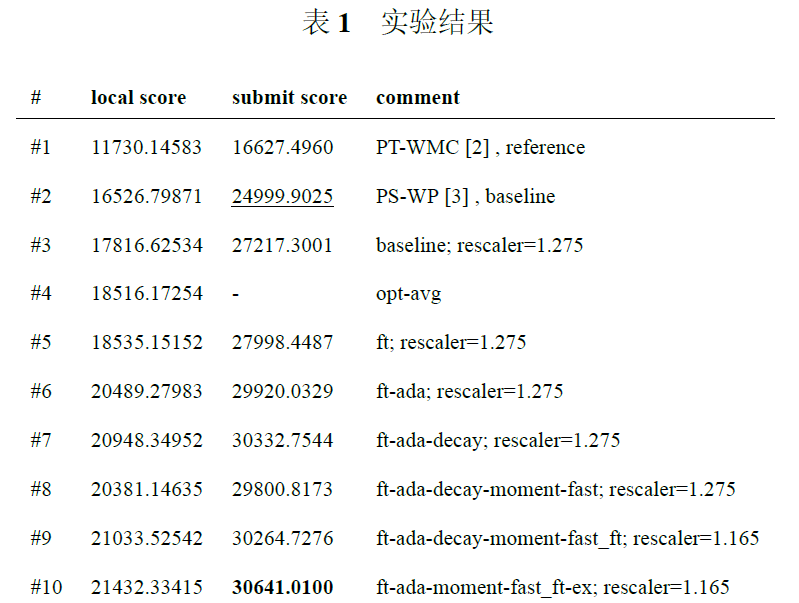 表 1 实验结果
# local score submit score comment
#1 11730.14583 16627.4960 PT-WMC [2] , reference
#2 16526.79871 24999.9025 PS-WP [3] , baseline
#3 17816.62534 27217.3001 baseline; rescaler=1.275
#4 18516.17254 - opt-avg
#5 18535.15152 27998.4487 ft; rescaler=1.275
#6 20489.27983 29920.0329 ft-ada; rescaler=1.275
#7 20948.34952 30332.7544 ft-ada-decay; rescaler=1.275
#8 20381.14635 29800.8173 ft-ada-decay-moment-fast; rescaler=1.275
#9 21033.52542 30264.7276 ft-ada-decay-moment-fast_ft; rescaler=1.165
#10 21432.33415 30641.0100 ft-ada-moment-fast_ft-ex; rescaler=1.165